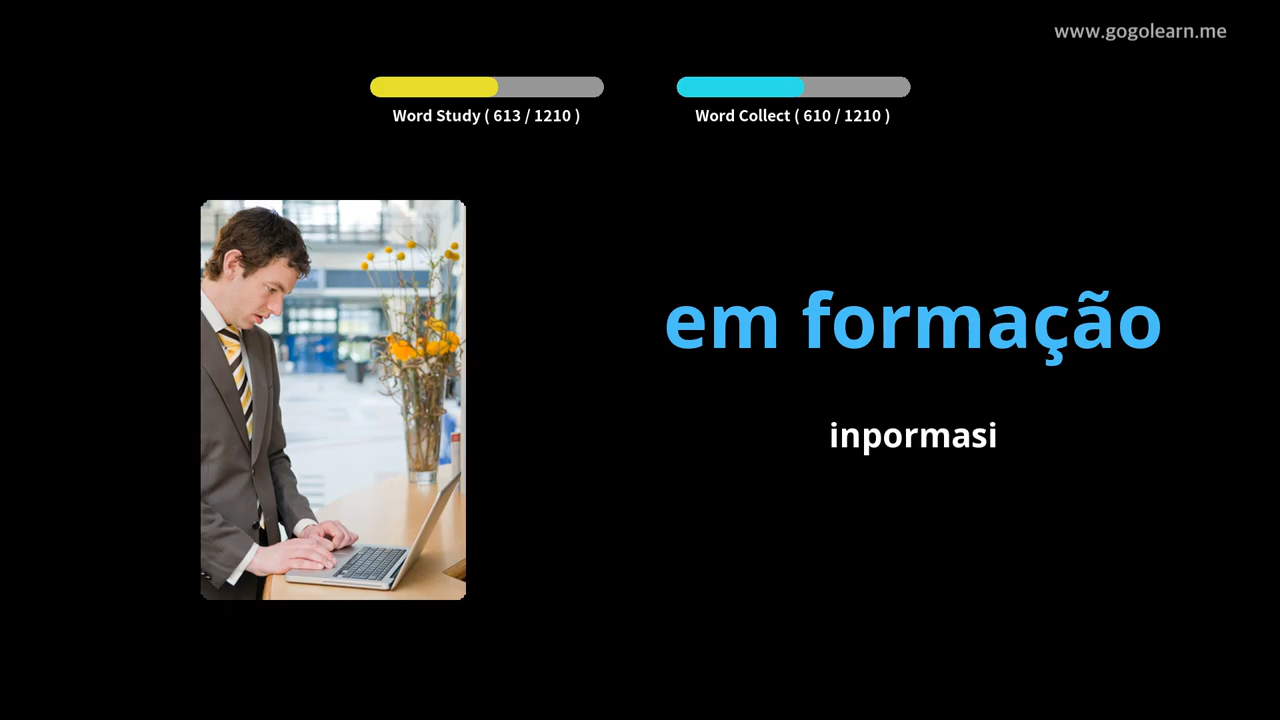 www.gogolearn.me
Word Study ( 613 / 1210 )
Word Collect ( 610 / 1210 )
em formação
inpormasi